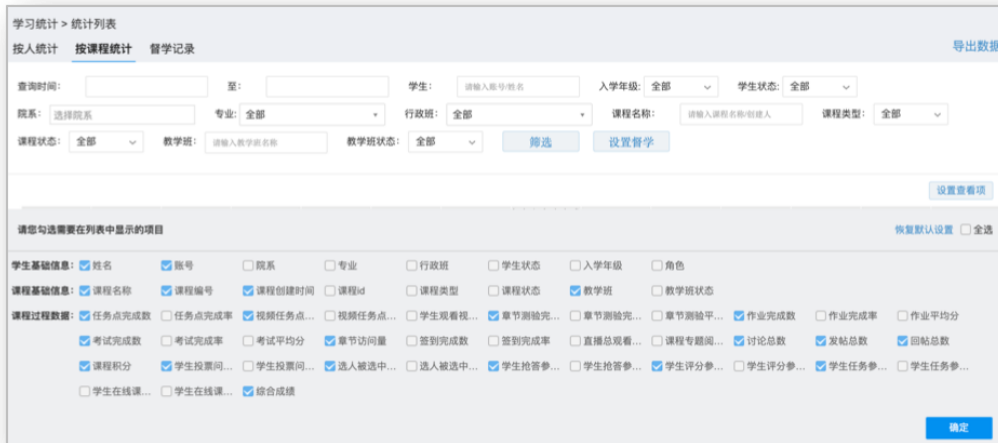 学习统计 > 统计列表
按人统计 按课程统计 督学记录 导出数据
查询时间: 至: 学生: 请输入账号/姓名 入学年级: 全部 学生状态: 全部
院系: 选择院系 专业: 全部 行政班: 全部 课程名称: 请输入课程名称/创建人 课程类型: 全部
课程状态: 全部 教学班: 请输入教学班名称 教学班状态: 全部 筛选 设置督学
设置查看项
请您勾选需要在列表中显示的项目 恢复默认设置 全选
学生基础信息: 姓名 账号 院系 专业 行政班 学生状态 入学年级 角色
课程基础信息: 课程名称 课程编号 课程创建时间 课程id 课程类型 课程状态 教学班 教学班状态
课程过程数据: 任务点完成数 任务点完成率 视频任务点... 视频任务点... 学生观看视... 章节测验完... 章节测验完... 章节测验平... 作业完成数 作业完成率 作业平均分
考试完成数 考试完成率 考试平均分 章节访问量 签到完成数 签到完成率 直播总观看... 课程专题阅... 讨论总数 发帖总数 回帖总数
课程积分 学生投票问... 学生投票问... 选人被选中... 选人被选中... 学生抢答参... 学生抢答参... 学生评分参... 学生评分参... 学生任务参... 学生任务参...
学生在线课... 学生在线课... 综合成绩
确定